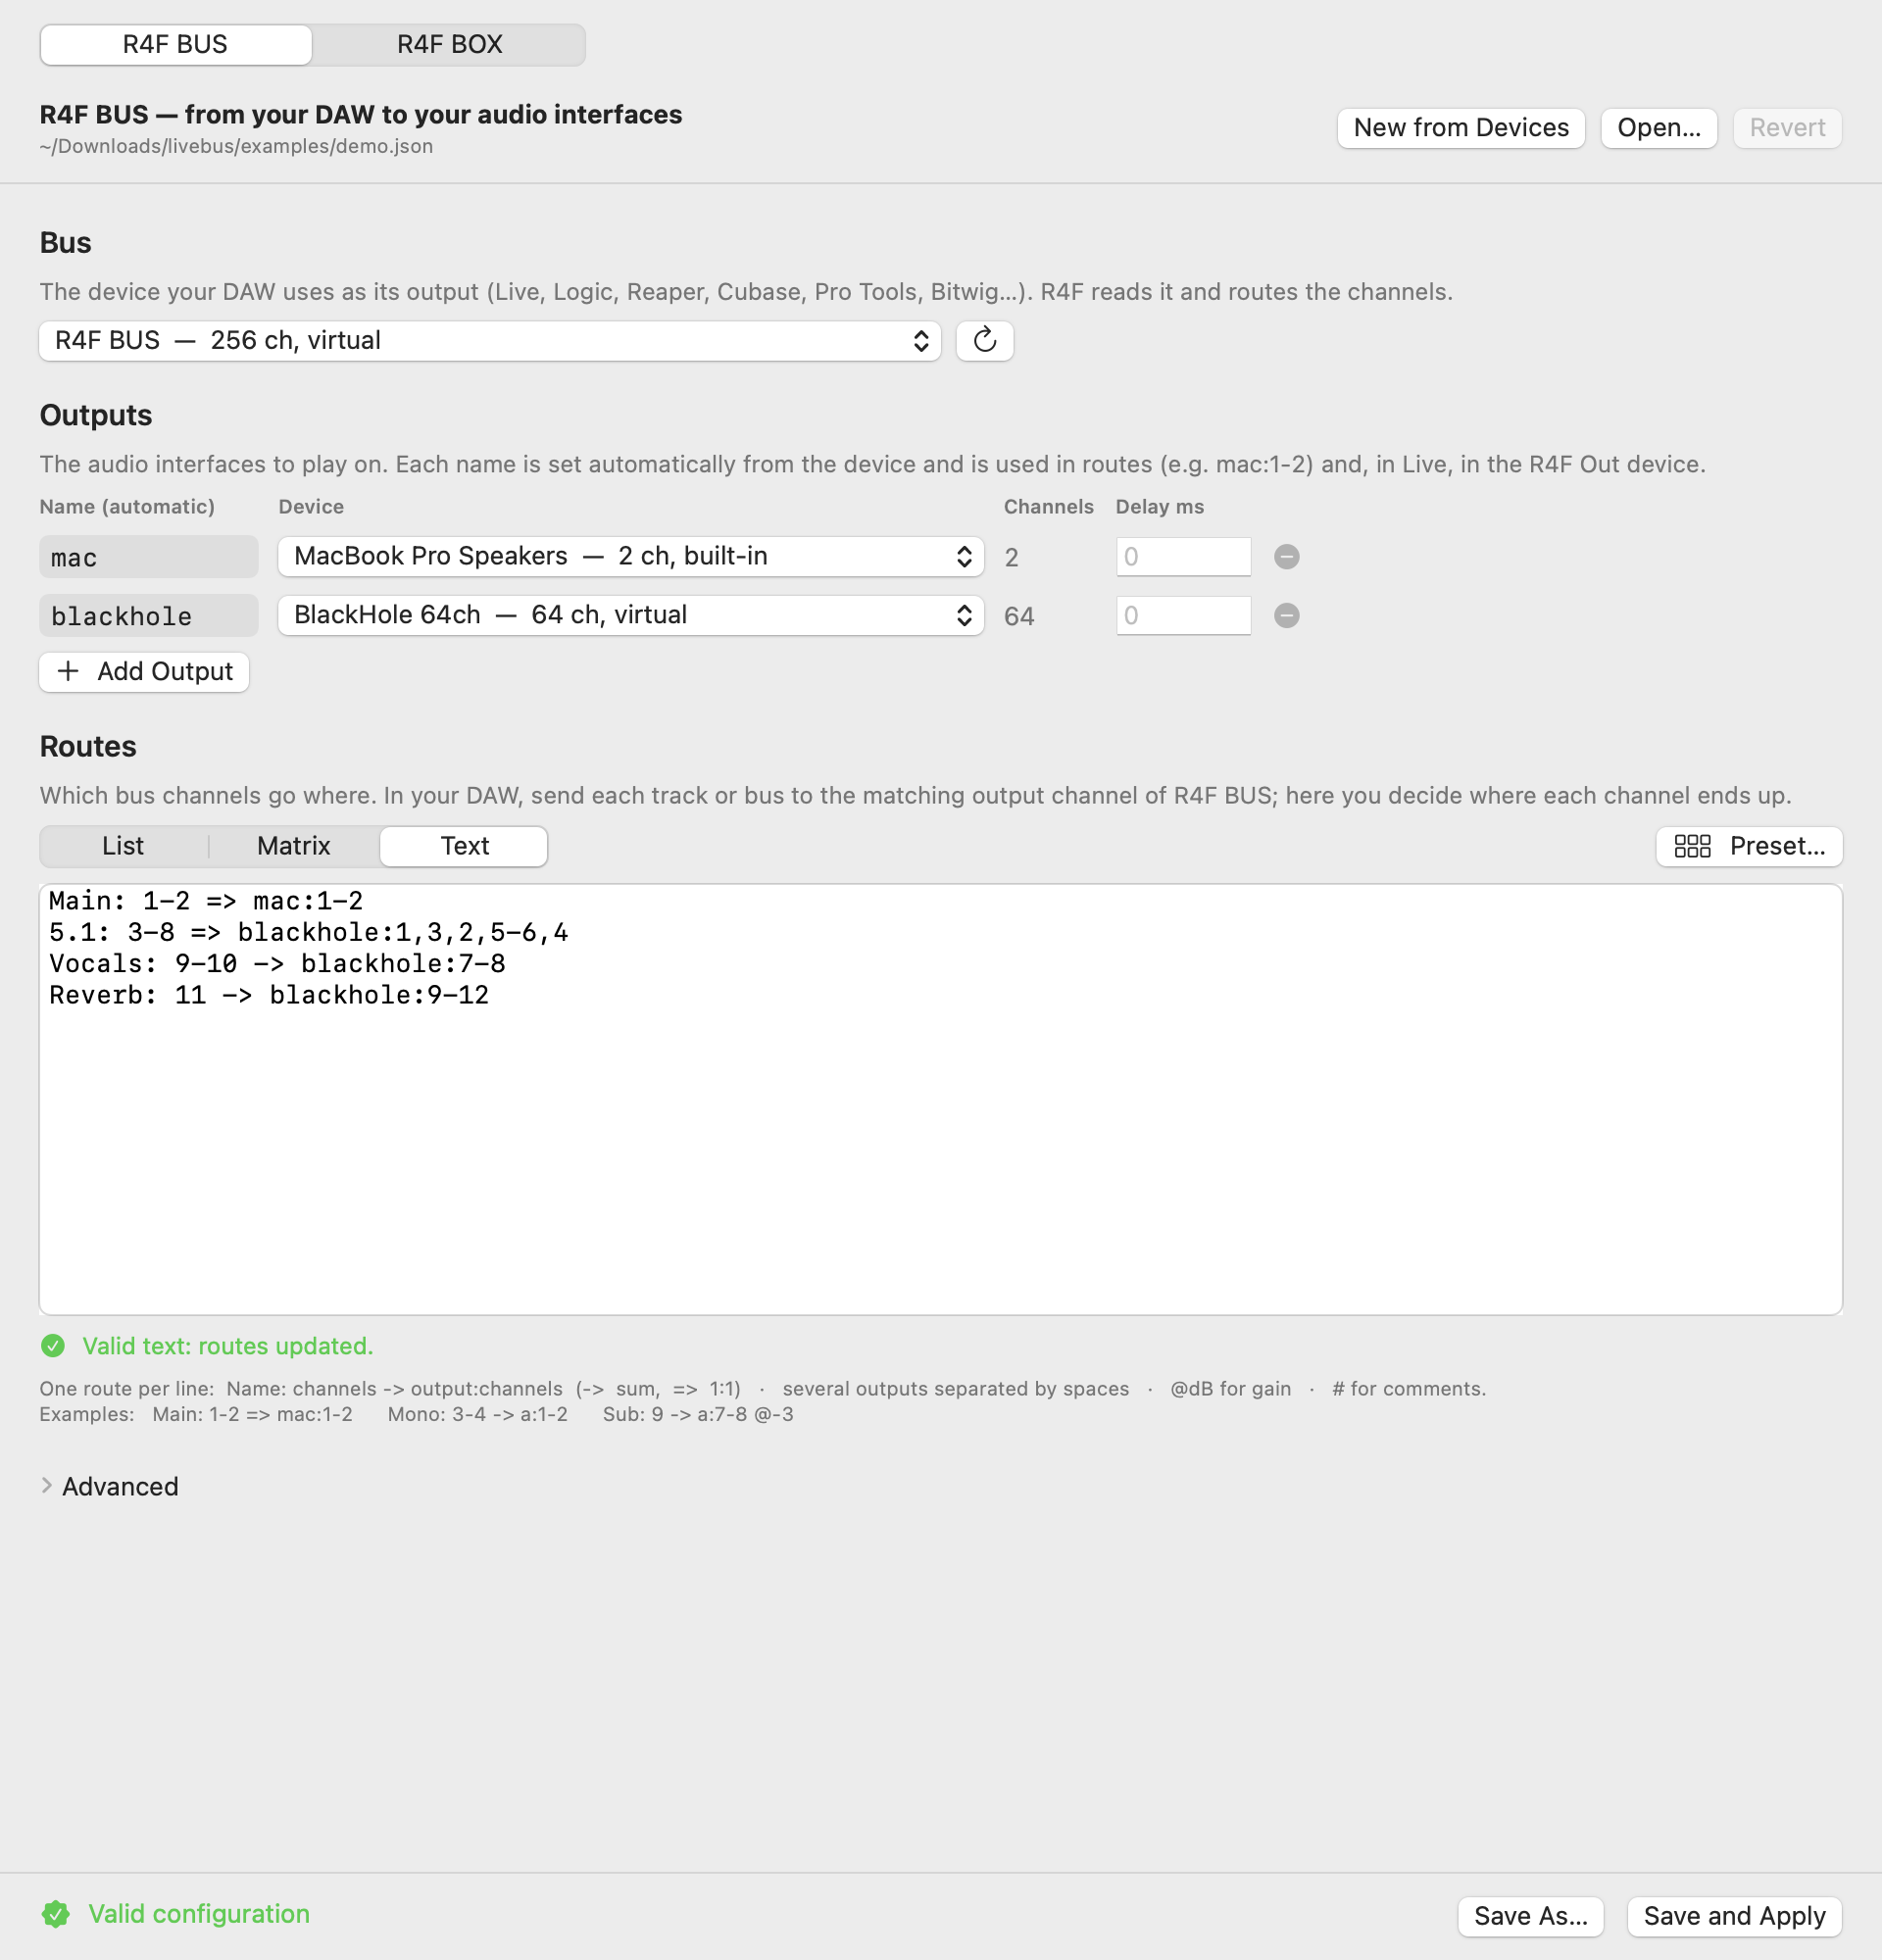 R4F BUS R4F BOX
R4F BUS — from your DAW to your audio interfaces
~/Downloads/livebus/examples/demo.json
New from Devices Open... Revert
Bus
The device your DAW uses as its output (Live, Logic, Reaper, Cubase, Pro Tools, Bitwig...). R4F reads it and routes the channels.
R4F BUS — 256 ch, virtual
Outputs
The audio interfaces to play on. Each name is set automatically from the device and is used in routes (e.g. mac:1-2) and, in Live, in the R4F Out device.
Name (automatic) Device Channels Delay ms
mac MacBook Pro Speakers — 2 ch, built-in 2 0
blackhole BlackHole 64ch — 64 ch, virtual 64 0
+ Add Output
Routes
Which bus channels go where. In your DAW, send each track or bus to the matching output channel of R4F BUS; here you decide where each channel ends up.
List Matrix Text Preset...
Main: 1-2 => mac:1-2
5.1: 3-8 => blackhole:1,3,2,5-6,4
Vocals: 9-10 -> blackhole:7-8
Reverb: 11 -> blackhole:9-12
Valid text: routes updated.
One route per line: Name: channels -> output:channels (-> sum, => 1:1) · several outputs separated by spaces · @dB for gain · # for comments.
Examples: Main: 1-2 => mac:1-2 Mono: 3-4 -> a:1-2 Sub: 9 -> a:7-8 @-3
Advanced
Valid configuration
Save As... Save and Apply